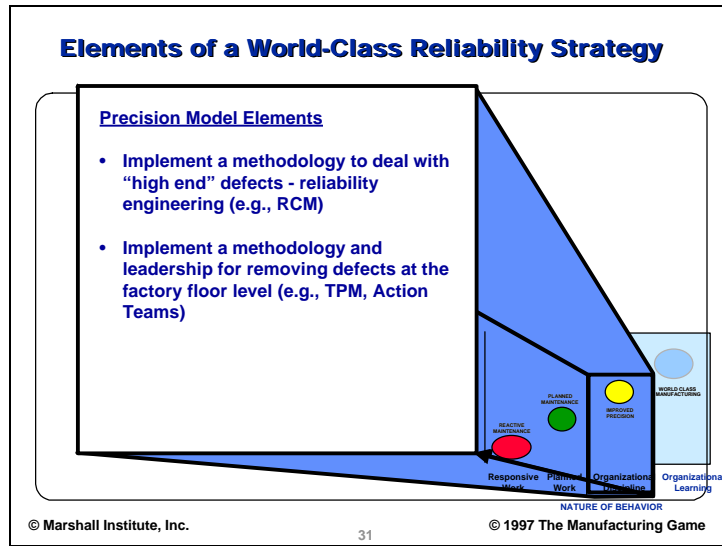 Elements of a World-Class Reliability Strategy
Precision Model Elements
• Implement a methodology to deal with
“high end” defects - reliability
engineering (e.g., RCM)
• Implement a methodology and
leadership for removing defects at the
factory floor level (e.g., TPM, Action
Teams)
WORLD CLASS
MANUFACTURING
PLANNED
MAINTENANCE
IMPROVED
PRECISION
REACTIVE
MAINTENANCE
Responsive Planned Organizational Organizational
Work Work Discipline Learning
NATURE OF BEHAVIOR
© Marshall Institute, Inc.
31
© 1997 The Manufacturing Game